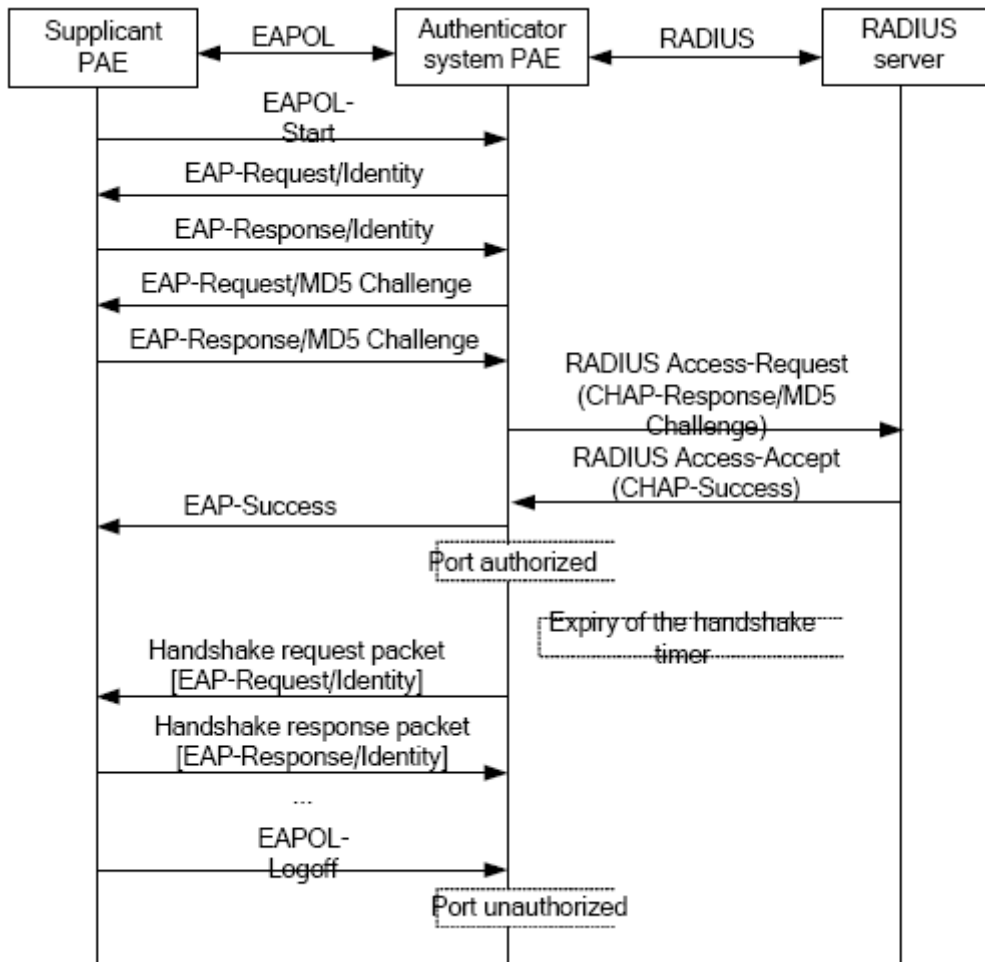 Supplicant
PAE
EAPOL
Authenticator
system PAE
RADIUS
RADIUS
server
EAPOL-
Start
EAP-Request/Identity
EAP-Response/Identity
EAP-Request/MD5 Challenge
EAP-Response/MD5 Challenge
RADIUS Access-Request
(CHAP-Response/MD5
Challenge)
RADIUS Access-Accept
(CHAP-Success)
EAP-Success
Port authorized
Expiry of the handshake
timer
Handshake request packet
[EAP-Request/Identity]
Handshake response packet
[EAP-Response/Identity]
...
EAPOL-
Logoff
Port unauthorized